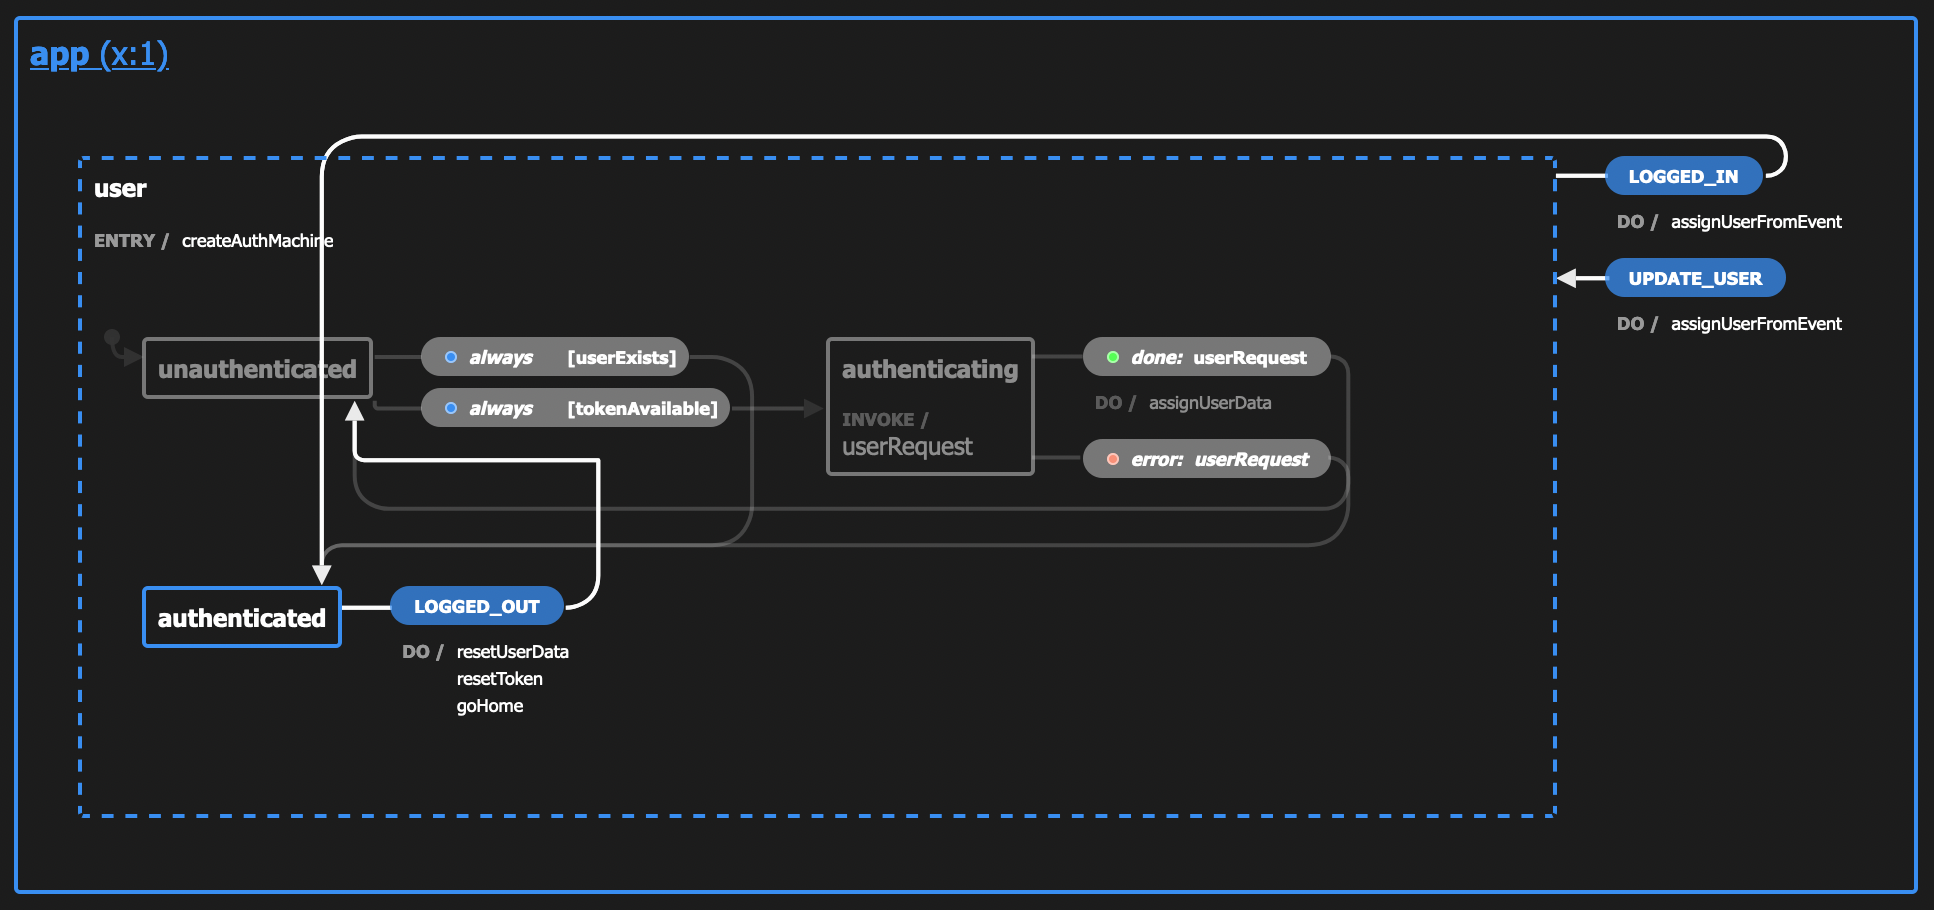 app (x:1)
user
ENTRY / createAuthMachine
LOGGED_IN
DO / assignUserFromEvent
UPDATE_USER
DO / assignUserFromEvent
unauthenticated
always [userExists]
always [tokenAvailable]
authenticating
INVOKE /
userRequest
done: userRequest
DO / assignUserData
error: userRequest
authenticated
LOGGED_OUT
DO / resetUserData
resetToken
goHome